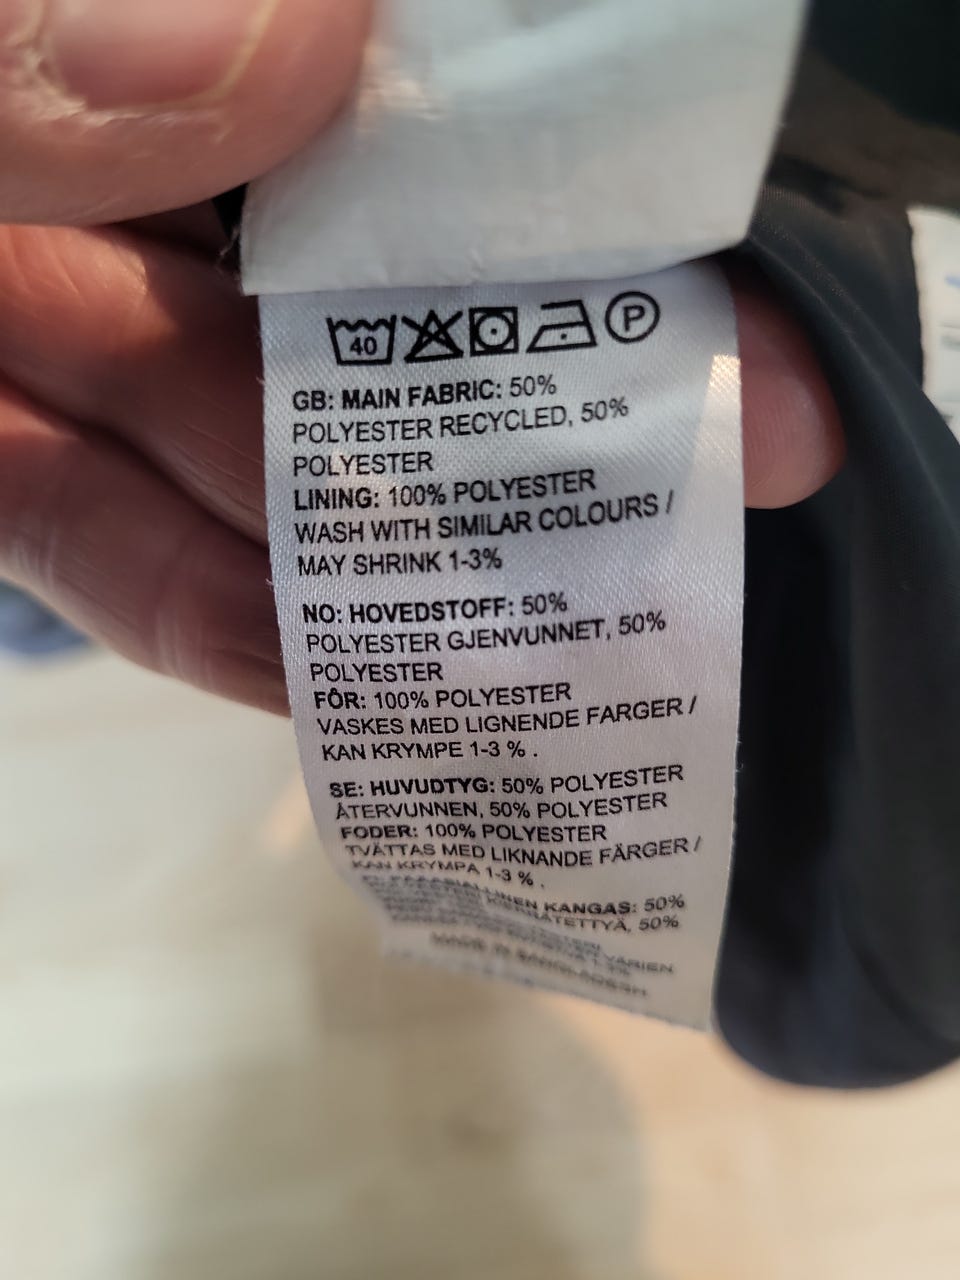 40 P
GB: MAIN FABRIC: 50%
POLYESTER RECYCLED, 50%
POLYESTER
LINING: 100% POLYESTER
WASH WITH SIMILAR COLOURS /
MAY SHRINK 1-3%
NO: HOVEDSTOFF: 50%
POLYESTER GJENVUNNET, 50%
POLYESTER
FÔR: 100% POLYESTER
VASKES MED LIGNENDE FARGER /
KAN KRYMPE 1-3 % .
SE: HUVUDTYG: 50% POLYESTER
ÅTERVUNNEN, 50% POLYESTER
FODER: 100% POLYESTER
TVÄTTAS MED LIKNANDE FÄRGER /
KAN KRYMPA 1-3 % .
KANGAS: 50%
50%
MADE IN BANGLADESH